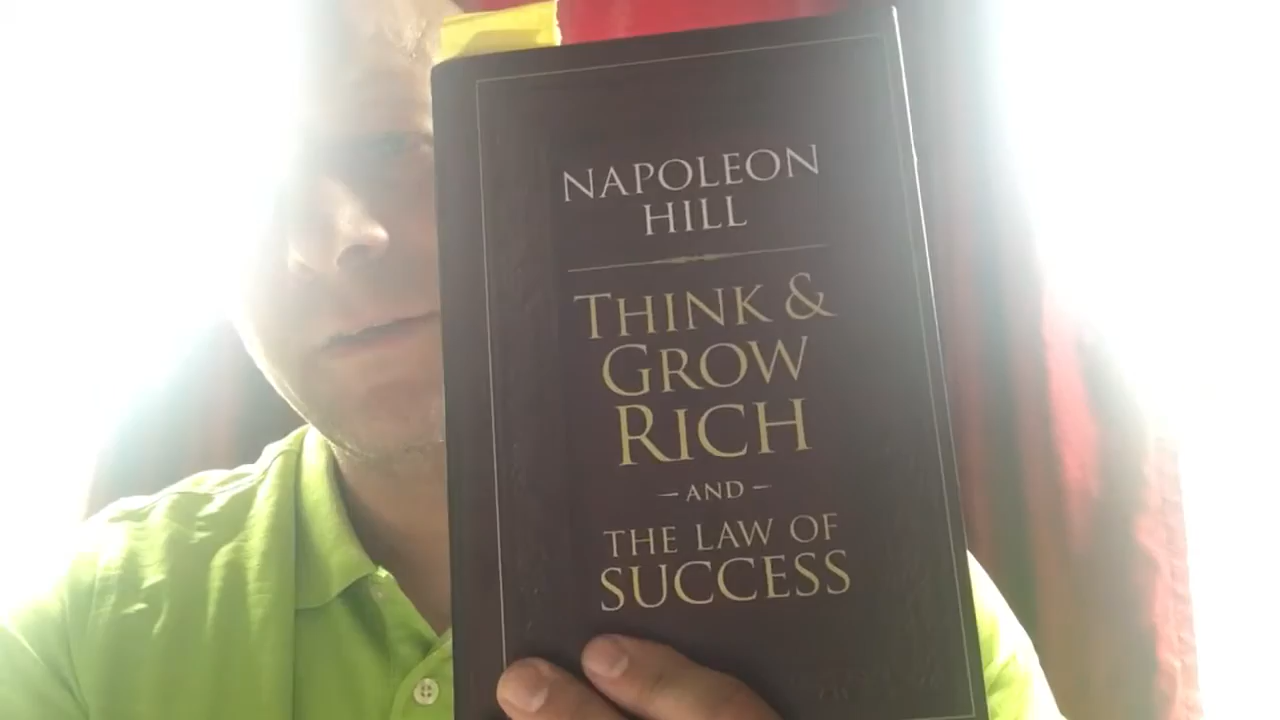 NAPOLEON
HILL
THINK &
GROW
RICH
– AND –
THE LAW OF
SUCCESS